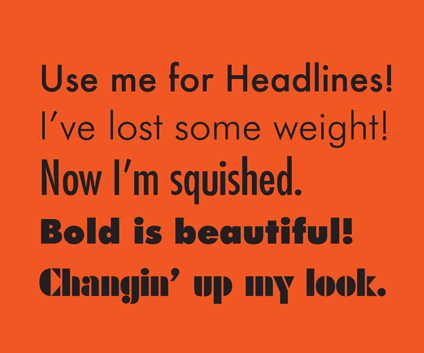 Use me for Headlines!
I've lost some weight!
Now I'm squished.
Bold is beautiful!
Changin' up my look.